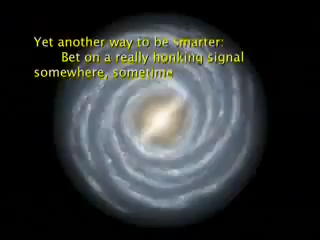 Yet another way to be smarter:
Bet on a really honking signal
somewhere, sometime